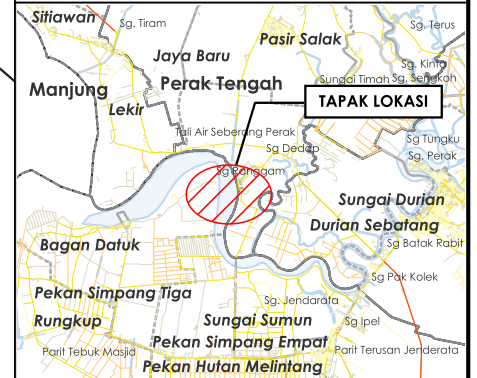 Sitiawan
Sg. Tiram
Sg. Terus
Pasir Salak
Jaya Baru
Sg. Kinta
Manjung
Perak Tengah
Sungai Timah
Sg. Sengkoh
TAPAK LOKASI
Lekir
Tali Air Seberang Perak
Sg Tungku
Sg Dedap
Sg. Perak
Sg Punggam
Sungai Durian
Durian Sebatang
Bagan Datuk
Sg Batak Rabit
Sg Pak Kolek
Pekan Simpang Tiga
Sg. Jendarata
Rungkup
Sungai Sumun
Sg Ipel
Pekan Simpang Empat
Parit Tebuk Masjid
Parit Terusan Jenderata
Pekan Hutan Melintang